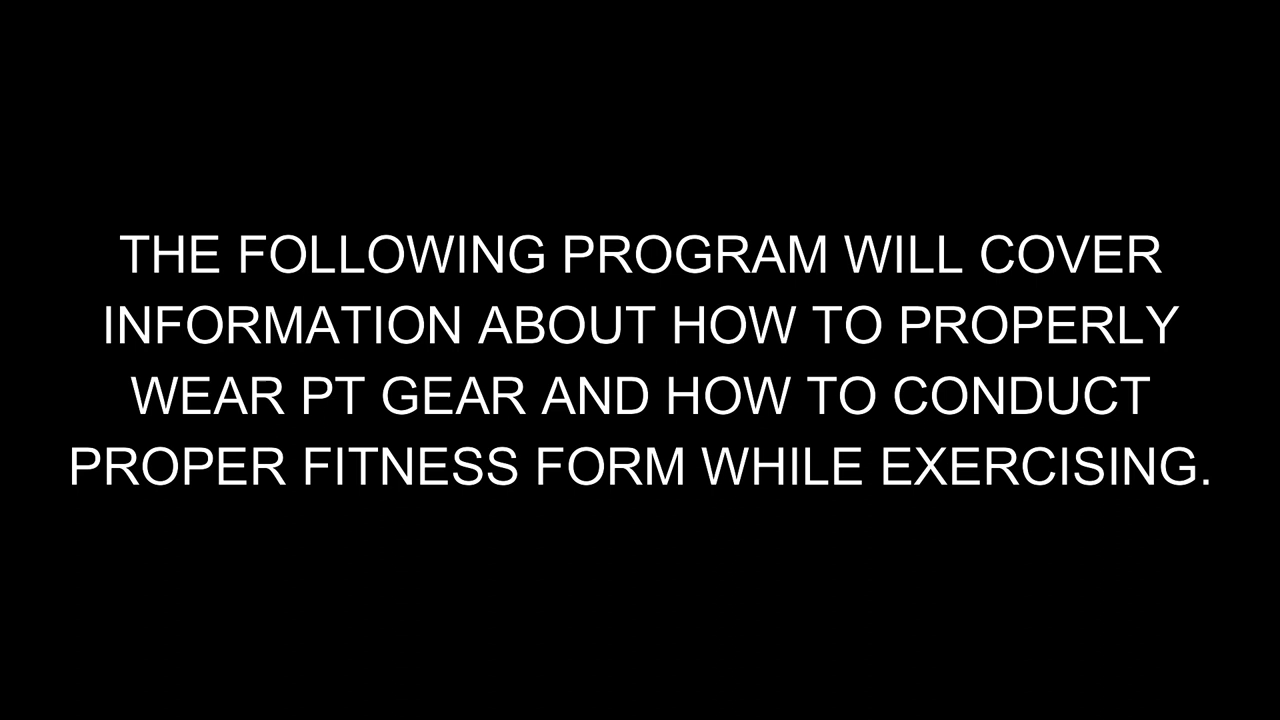 THE FOLLOWING PROGRAM WILL COVER
INFORMATION ABOUT HOW TO PROPERLY
WEAR PT GEAR AND HOW TO CONDUCT
PROPER FITNESS FORM WHILE EXERCISING.